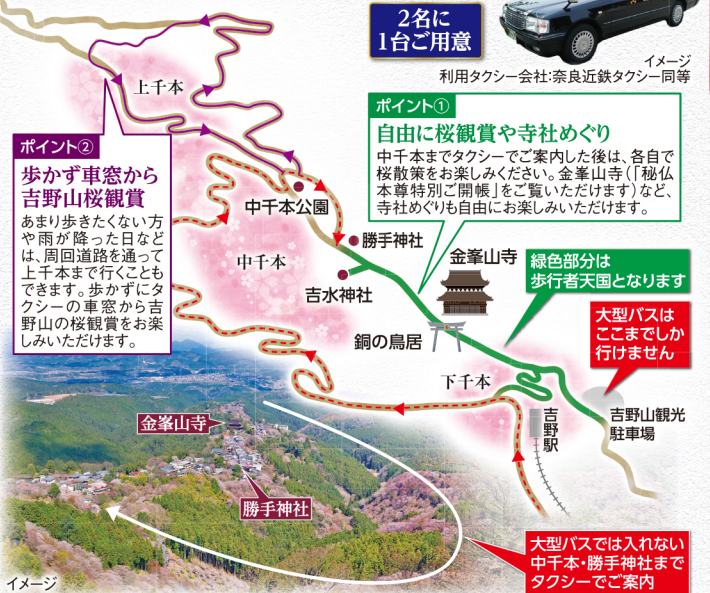 2名に
1台ご用意
イメージ
利用タクシー会社:奈良近鉄タクシー同等
上千本
ポイント①
自由に桜観賞や寺社めぐり
中千本までタクシーでご案内した後は、各自で
桜散策をお楽しみください。金峯山寺(「秘仏
本尊特別ご開帳」をご覧いただけます)など、
寺社めぐりも自由にお楽しみいただけます。
ポイント②
歩かず車窓から
吉野山桜観賞
あまり歩きたくない方
や雨が降った日など
は、周回道路を通って
上千本まで行くことも
できます。歩かずにタ
クシーの車窓から吉
野山の桜観賞をお楽
しみいただけます。
中千本公園
勝手神社
中千本
吉水神社
金峯山寺
銅の鳥居
緑色部分は
歩行者天国となります
大型バスは
ここまでしか
行けません
下千本
吉野駅
吉野山観光
駐車場
金峯山寺
勝手神社
大型バスでは入れない
中千本・勝手神社まで
タクシーでご案内
イメージ